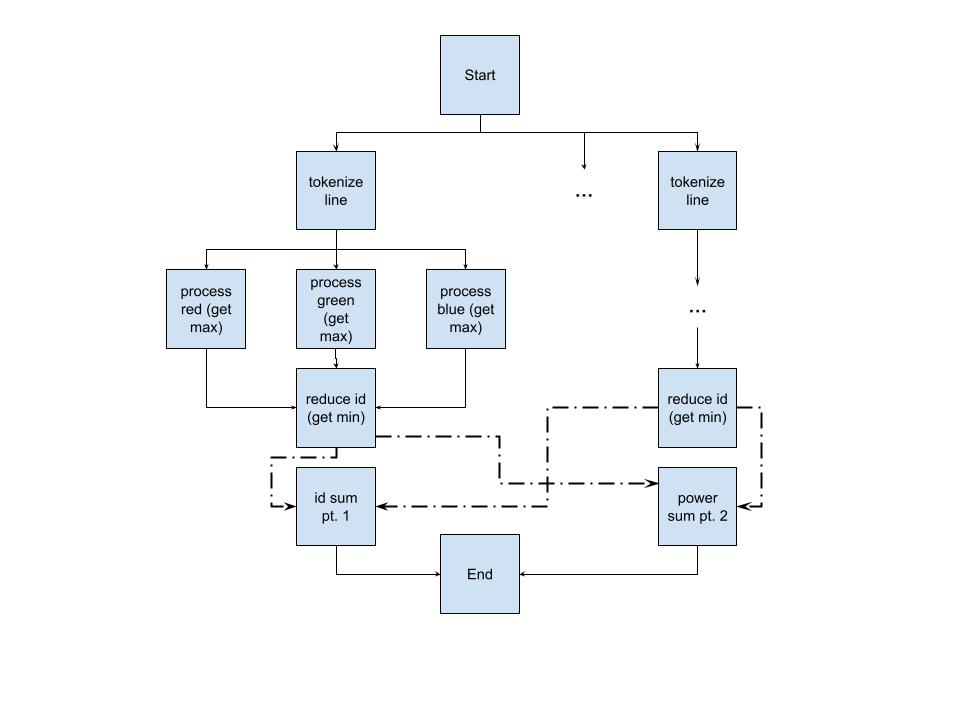 Start
tokenize
line
...
tokenize
line
process
red (get
max)
process
green
(get
max)
process
blue (get
max)
...
reduce id
(get min)
reduce id
(get min)
id sum
pt. 1
power
sum pt. 2
End